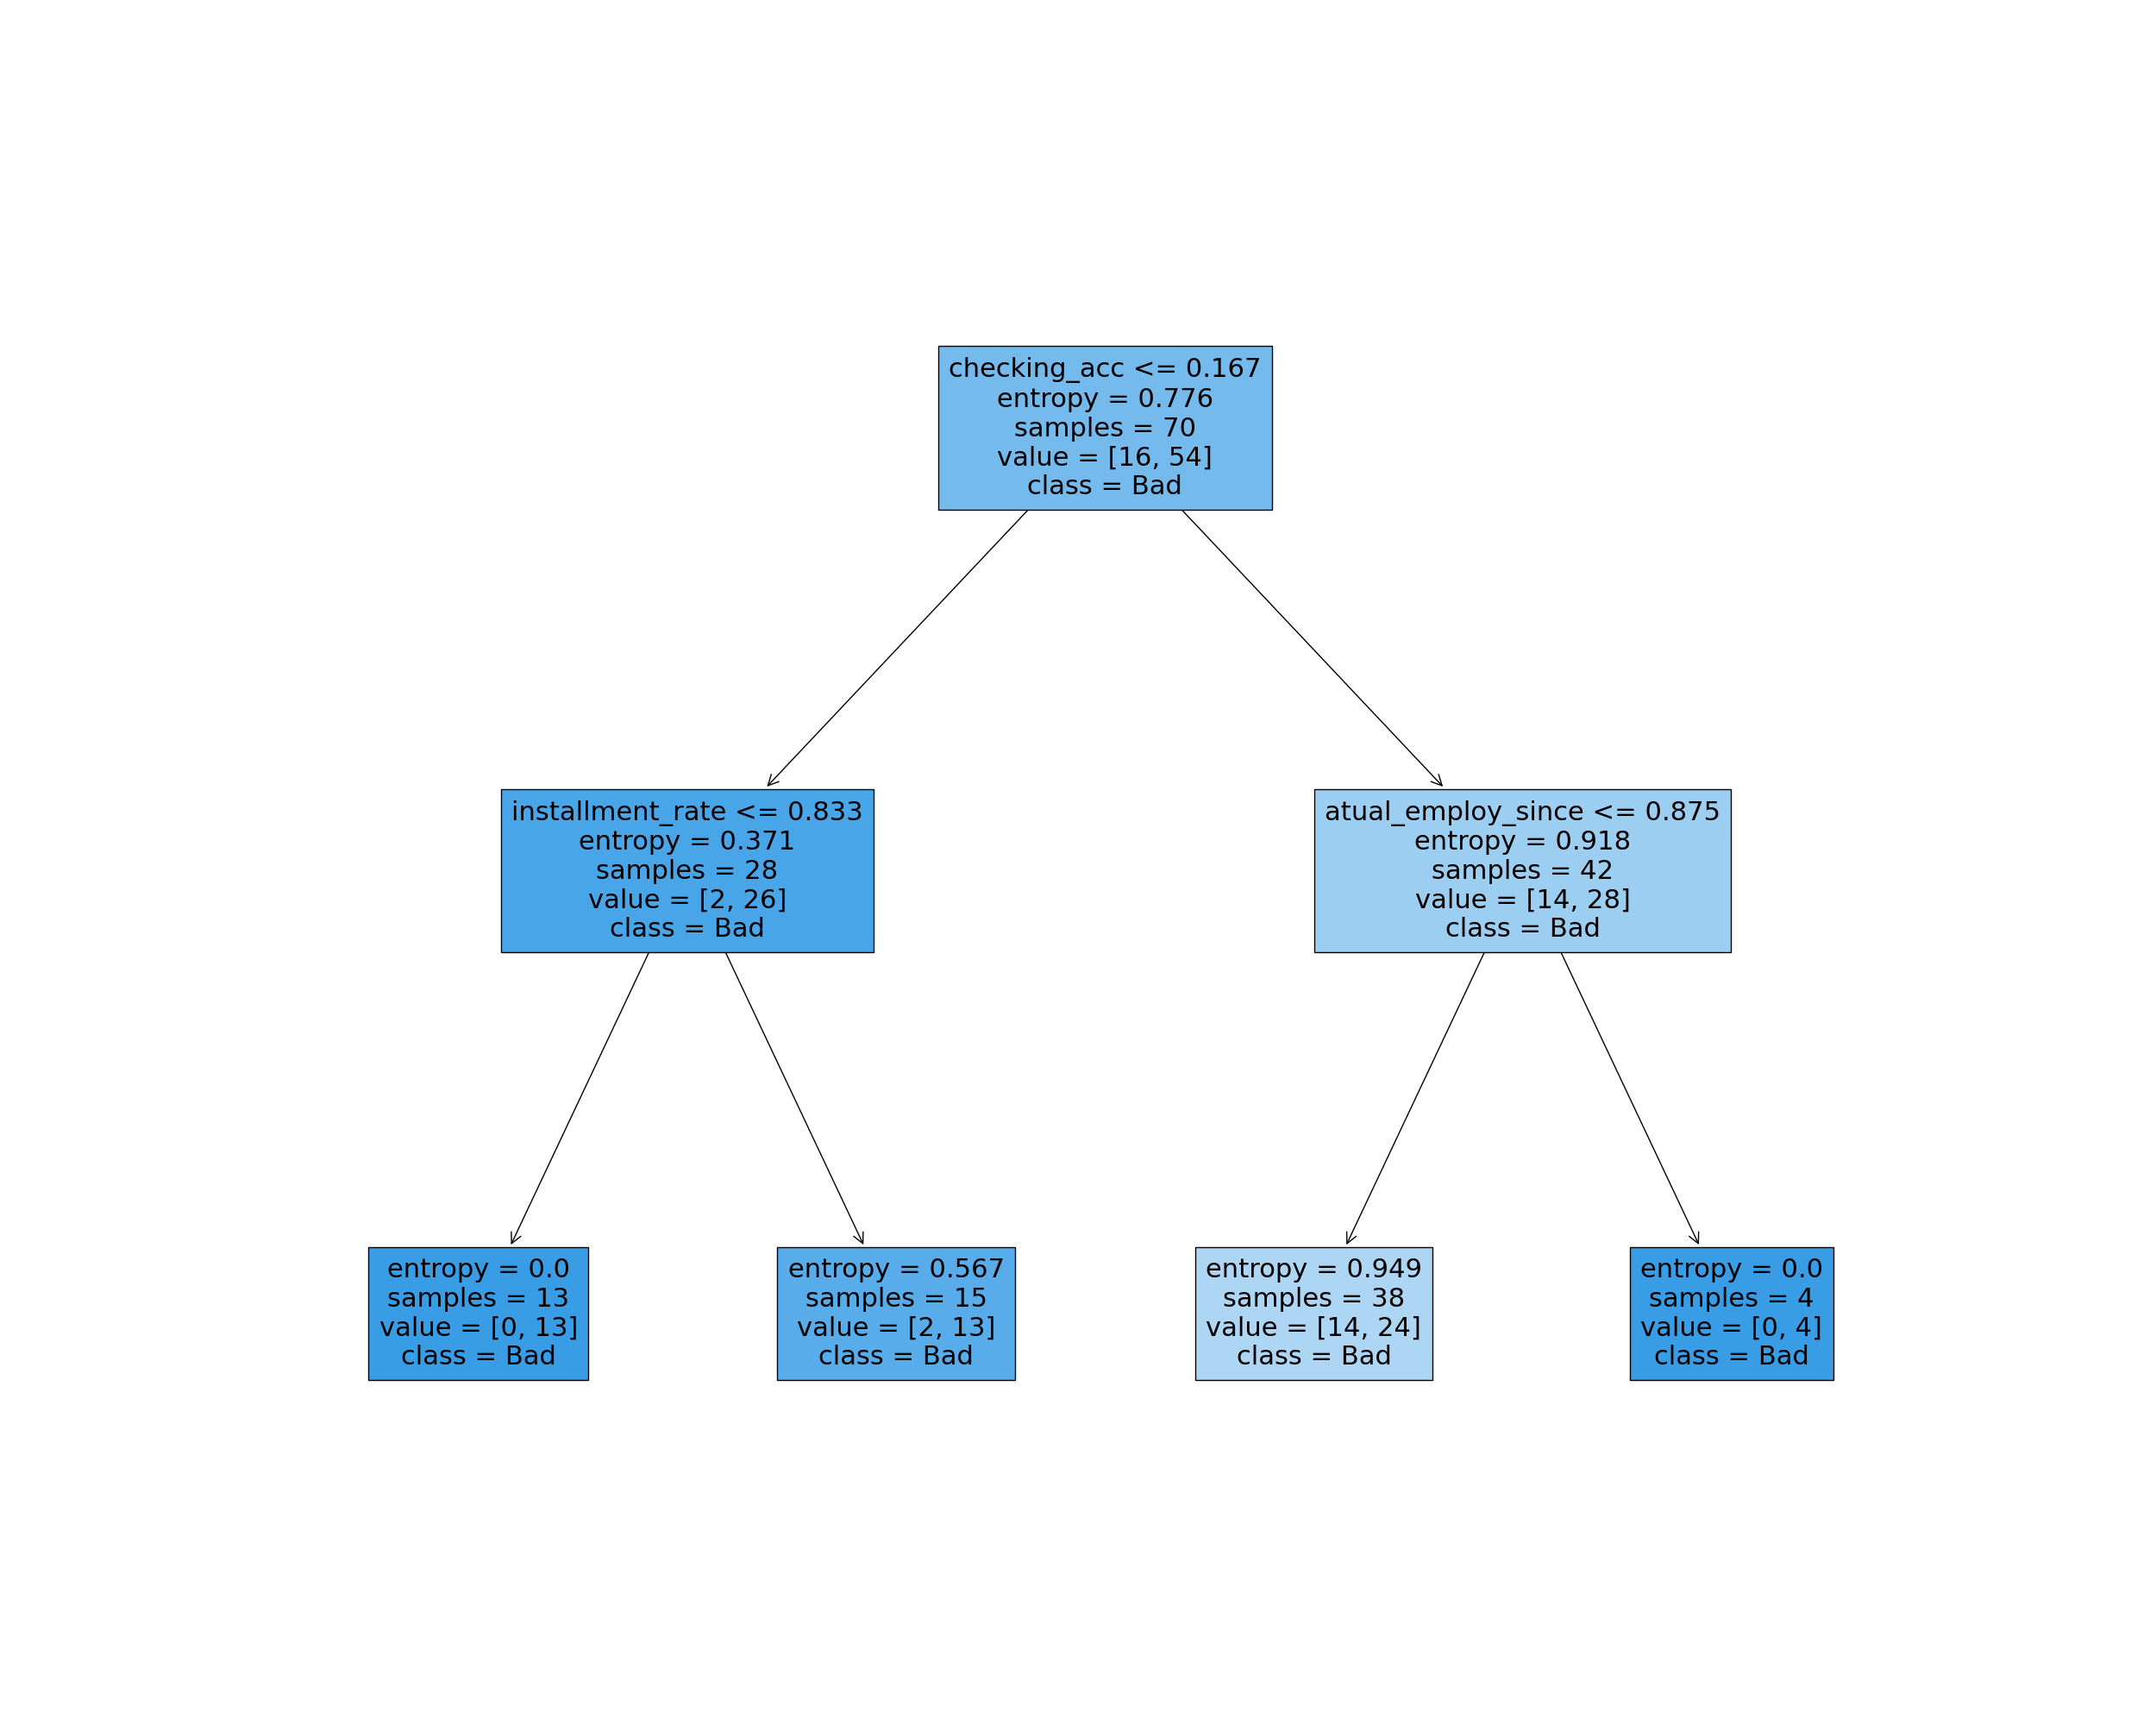 checking_acc <= 0.167
entropy = 0.776
samples = 70
value = [16, 54]
class = Bad
installment_rate <= 0.833
entropy = 0.371
samples = 28
value = [2, 26]
class = Bad
atual_employ_since <= 0.875
entropy = 0.918
samples = 42
value = [14, 28]
class = Bad
entropy = 0.0
samples = 13
value = [0, 13]
class = Bad
entropy = 0.567
samples = 15
value = [2, 13]
class = Bad
entropy = 0.949
samples = 38
value = [14, 24]
class = Bad
entropy = 0.0
samples = 4
value = [0, 4]
class = Bad